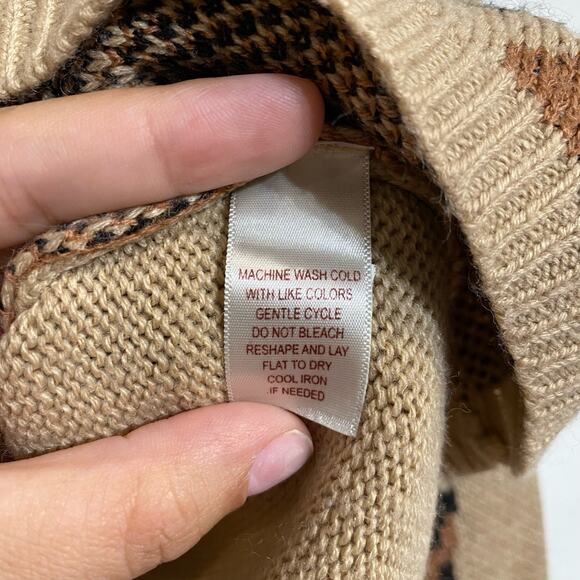 MACHINE WASH COLD
WITH LIKE COLORS
GENTLE CYCLE
DO NOT BLEACH
RESHAPE AND LAY
FLAT TO DRY
COOL IRON
IF NEEDED